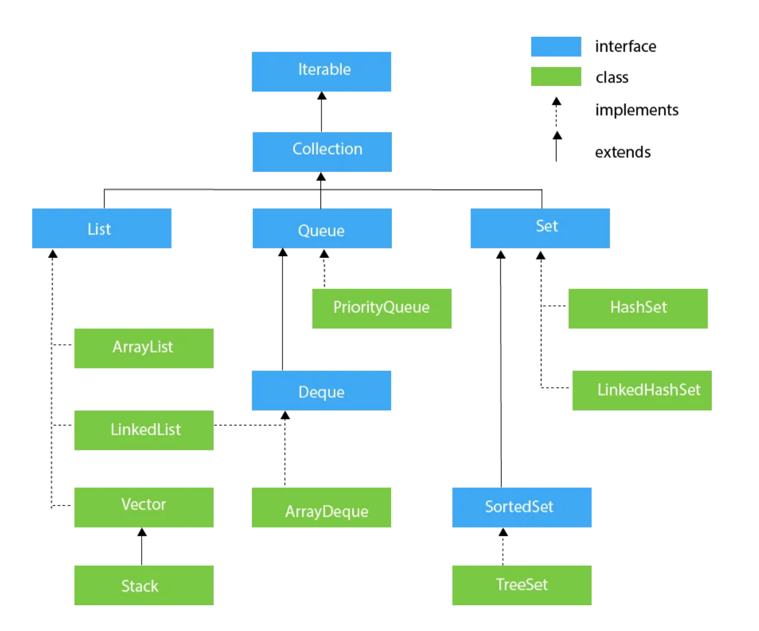 interface
Iterable
class
implements
Collection
extends
List
Queue
Set
PriorityQueue
HashSet
ArrayList
Deque
LinkedHashSet
LinkedList
Vector
ArrayDeque
SortedSet
Stack
TreeSet